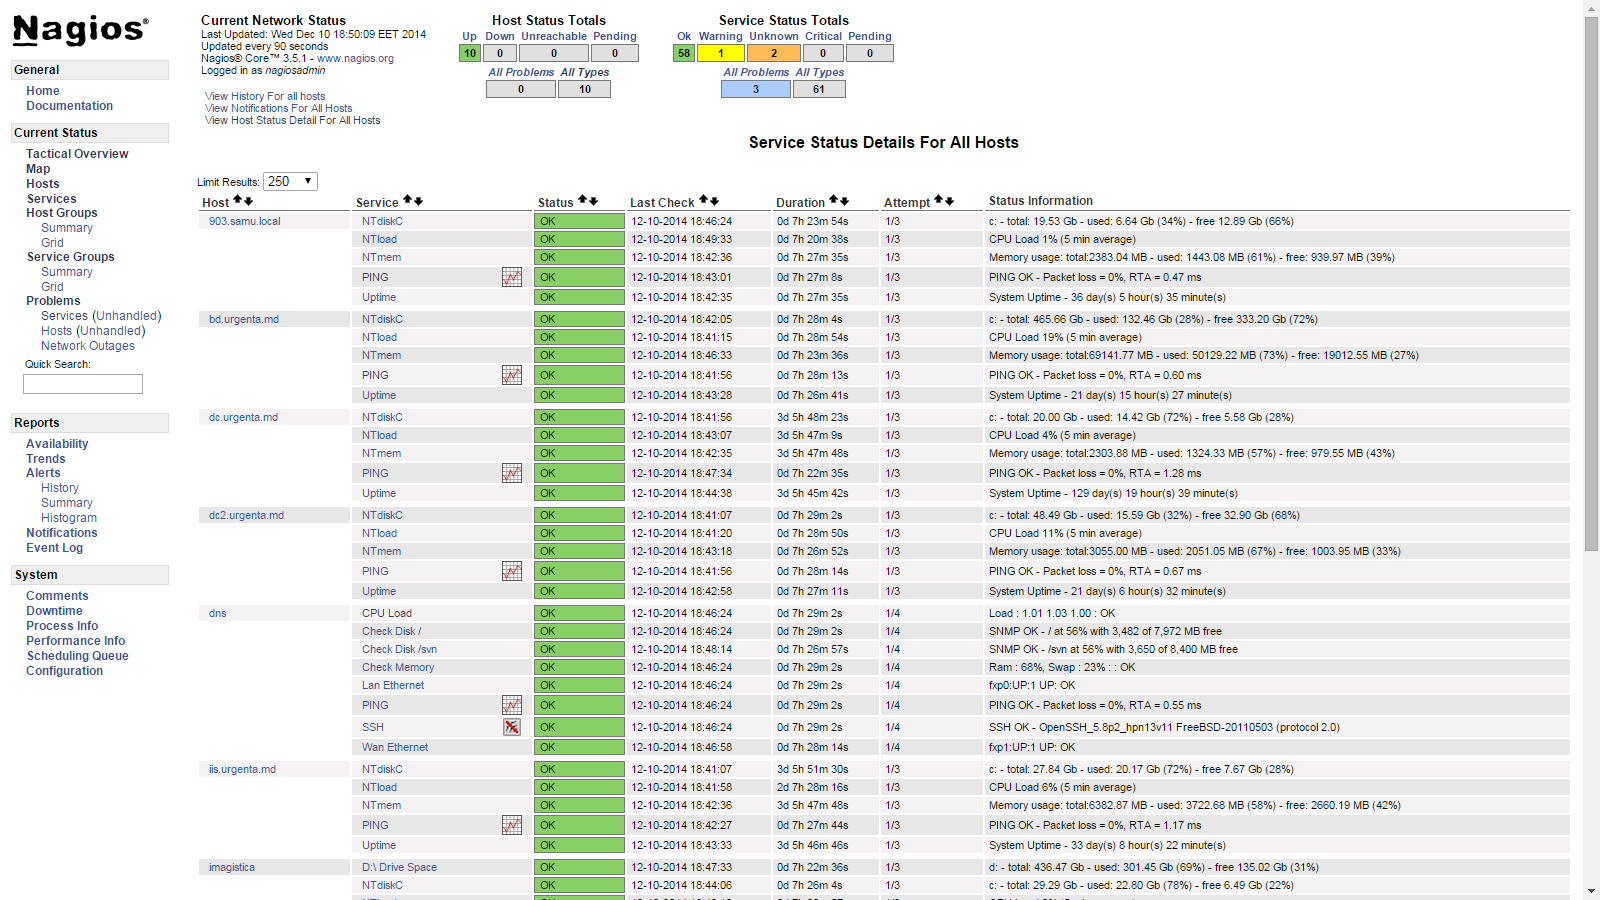 Nagios®
General
Home
Documentation
Current Status
Tactical Overview
Map
Hosts
Services
Host Groups
Summary
Grid
Service Groups
Summary
Grid
Problems
Services (Unhandled)
Hosts (Unhandled)
Network Outages
Quick Search:
Reports
Availability
Trends
Alerts
History
Summary
Histogram
Notifications
Event Log
System
Comments
Downtime
Process Info
Performance Info
Scheduling Queue
Configuration
Current Network Status
Last Updated: Wed Dec 10 18:50:09 EET 2014
Updated every 90 seconds
Nagios® Core™ 3.5.1 - www.nagios.org
Logged in as nagiosadmin
View History For all hosts
View Notifications For All Hosts
View Host Status Detail For All Hosts
Host Status Totals
Up Down Unreachable Pending
10 0 0 0
All Problems All Types
0 10
Service Status Totals
Ok Warning Unknown Critical Pending
58 1 2 0 0
All Problems All Types
3 61
Service Status Details For All Hosts
Limit Results: 250
Host Service Status Last Check Duration Attempt Status Information
903.samu.local NTdiskC OK 12-10-2014 18:46:24 0d 7h 23m 54s 1/3 c: - total: 19.53 Gb - used: 6.64 Gb (34%) - free 12.89 Gb (66%)
NTload OK 12-10-2014 18:49:33 0d 7h 20m 38s 1/3 CPU Load 1% (5 min average)
NTmem OK 12-10-2014 18:42:36 0d 7h 27m 35s 1/3 Memory usage: total:2383.04 MB - used: 1443.08 MB (61%) - free: 939.97 MB (39%)
PING OK 12-10-2014 18:43:01 0d 7h 27m 8s 1/3 PING OK - Packet loss = 0%, RTA = 0.47 ms
Uptime OK 12-10-2014 18:42:35 0d 7h 27m 35s 1/3 System Uptime - 36 day(s) 5 hour(s) 35 minute(s)
bd.urgenta.md NTdiskC OK 12-10-2014 18:42:05 0d 7h 28m 4s 1/3 c: - total: 465.66 Gb - used: 132.46 Gb (28%) - free 333.20 Gb (72%)
NTload OK 12-10-2014 18:41:15 0d 7h 28m 54s 1/3 CPU Load 19% (5 min average)
NTmem OK 12-10-2014 18:46:33 0d 7h 23m 36s 1/3 Memory usage: total:69141.77 MB - used: 50129.22 MB (73%) - free: 19012.55 MB (27%)
PING OK 12-10-2014 18:41:56 0d 7h 28m 13s 1/3 PING OK - Packet loss = 0%, RTA = 0.60 ms
Uptime OK 12-10-2014 18:43:28 0d 7h 26m 41s 1/3 System Uptime - 21 day(s) 15 hour(s) 27 minute(s)
dc.urgenta.md NTdiskC OK 12-10-2014 18:41:56 3d 5h 48m 23s 1/3 c: - total: 20.00 Gb - used: 14.42 Gb (72%) - free 5.58 Gb (28%)
NTload OK 12-10-2014 18:43:07 3d 5h 47m 9s 1/3 CPU Load 4% (5 min average)
NTmem OK 12-10-2014 18:42:35 3d 5h 47m 48s 1/3 Memory usage: total:2303.88 MB - used: 1324.33 MB (57%) - free: 979.55 MB (43%)
PING OK 12-10-2014 18:47:34 0d 7h 22m 35s 1/3 PING OK - Packet loss = 0%, RTA = 1.28 ms
Uptime OK 12-10-2014 18:44:38 3d 5h 45m 42s 1/3 System Uptime - 129 day(s) 19 hour(s) 39 minute(s)
dc2.urgenta.md NTdiskC OK 12-10-2014 18:41:07 0d 7h 29m 2s 1/3 c: - total: 48.49 Gb - used: 15.59 Gb (32%) - free 32.90 Gb (68%)
NTload OK 12-10-2014 18:41:20 0d 7h 28m 50s 1/3 CPU Load 11% (5 min average)
NTmem OK 12-10-2014 18:43:18 0d 7h 26m 52s 1/3 Memory usage: total:3055.00 MB - used: 2051.05 MB (67%) - free: 1003.95 MB (33%)
PING OK 12-10-2014 18:41:56 0d 7h 28m 14s 1/3 PING OK - Packet loss = 0%, RTA = 0.67 ms
Uptime OK 12-10-2014 18:42:58 0d 7h 27m 11s 1/3 System Uptime - 21 day(s) 6 hour(s) 32 minute(s)
dns CPU Load OK 12-10-2014 18:46:24 0d 7h 29m 2s 1/4 Load : 1.01 1.03 1.00 : OK
Check Disk / OK 12-10-2014 18:46:24 0d 7h 29m 2s 1/4 SNMP OK - / at 56% with 3,482 of 7,972 MB free
Check Disk /svn OK 12-10-2014 18:48:14 0d 7h 26m 57s 1/4 SNMP OK - /svn at 56% with 3,650 of 8,400 MB free
Check Memory OK 12-10-2014 18:46:24 0d 7h 29m 2s 1/4 Ram : 68%, Swap : 23% : : OK
Lan Ethernet OK 12-10-2014 18:46:24 0d 7h 29m 2s 1/4 fxp0:UP:1 UP: OK
PING OK 12-10-2014 18:46:24 0d 7h 29m 2s 1/4 PING OK - Packet loss = 0%, RTA = 0.55 ms
SSH OK 12-10-2014 18:46:24 0d 7h 29m 2s 1/4 SSH OK - OpenSSH_5.8p2_hpn13v11 FreeBSD-20110503 (protocol 2.0)
Wan Ethernet OK 12-10-2014 18:46:58 0d 7h 28m 14s 1/4 fxp1:UP:1 UP: OK
iis.urgenta.md NTdiskC OK 12-10-2014 18:41:07 3d 5h 51m 30s 1/3 c: - total: 27.84 Gb - used: 20.17 Gb (72%) - free 7.67 Gb (28%)
NTload OK 12-10-2014 18:41:58 2d 7h 28m 16s 1/3 CPU Load 6% (5 min average)
NTmem OK 12-10-2014 18:42:36 3d 5h 47m 48s 1/3 Memory usage: total:6382.87 MB - used: 3722.68 MB (58%) - free: 2660.19 MB (42%)
PING OK 12-10-2014 18:42:27 0d 7h 27m 44s 1/3 PING OK - Packet loss = 0%, RTA = 1.17 ms
Uptime OK 12-10-2014 18:43:33 3d 5h 46m 46s 1/3 System Uptime - 33 day(s) 8 hour(s) 22 minute(s)
imagistica D:\ Drive Space OK 12-10-2014 18:47:33 0d 7h 22m 36s 1/3 d: - total: 436.47 Gb - used: 301.45 Gb (69%) - free 135.02 Gb (31%)
NTdiskC OK 12-10-2014 18:44:06 0d 7h 26m 4s 1/3 c: - total: 29.29 Gb - used: 22.80 Gb (78%) - free 6.49 Gb (22%)